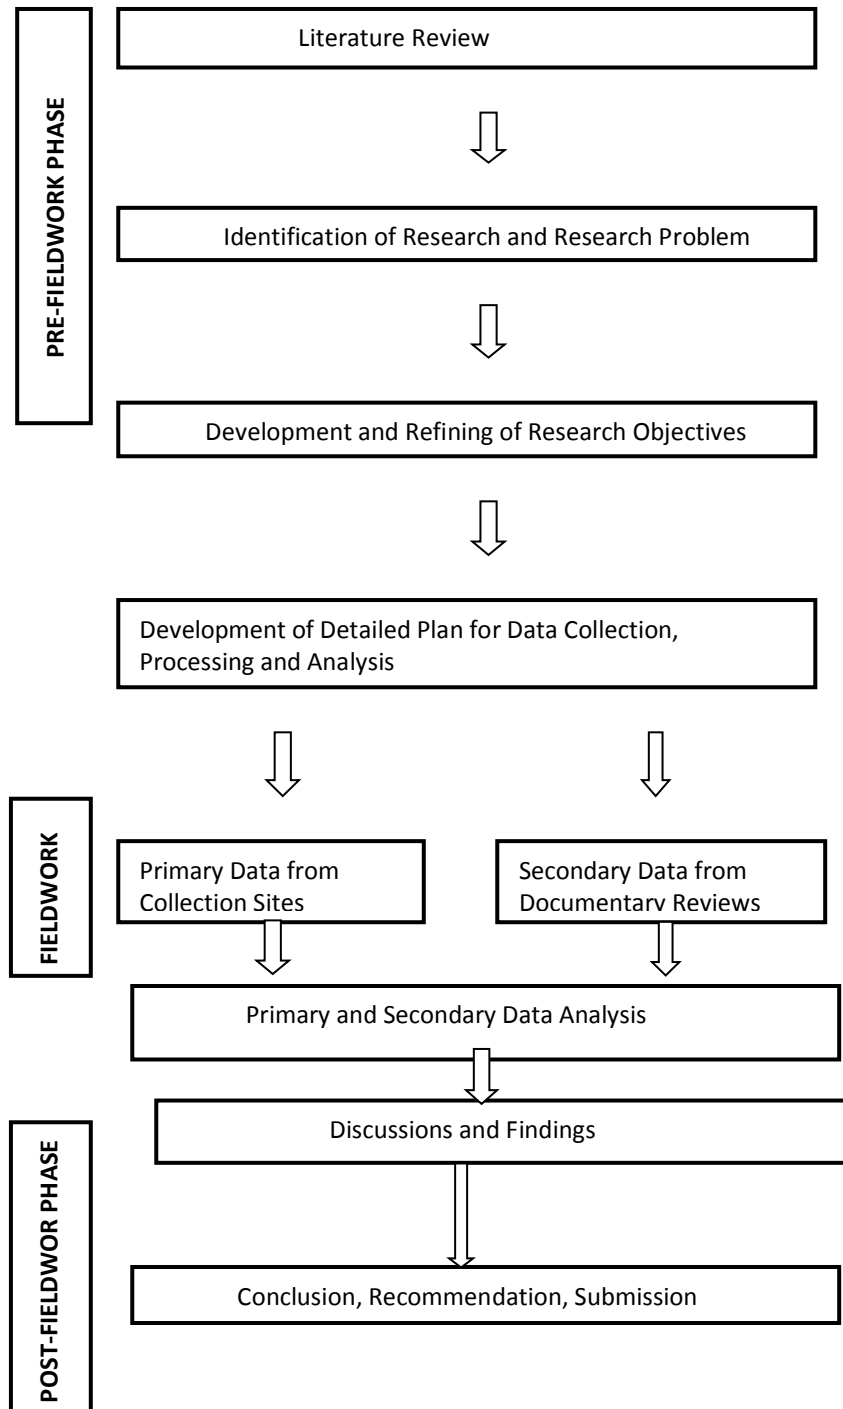 PRE-FIELDWORK PHASE
Literature Review
Identification of Research and Research Problem
Development and Refining of Research Objectives
Development of Detailed Plan for Data Collection,
Processing and Analysis
FIELDWORK
Primary Data from
Collection Sites
Secondary Data from
Documentary Reviews
Primary and Secondary Data Analysis
POST-FIELDWOR PHASE
Discussions and Findings
Conclusion, Recommendation, Submission